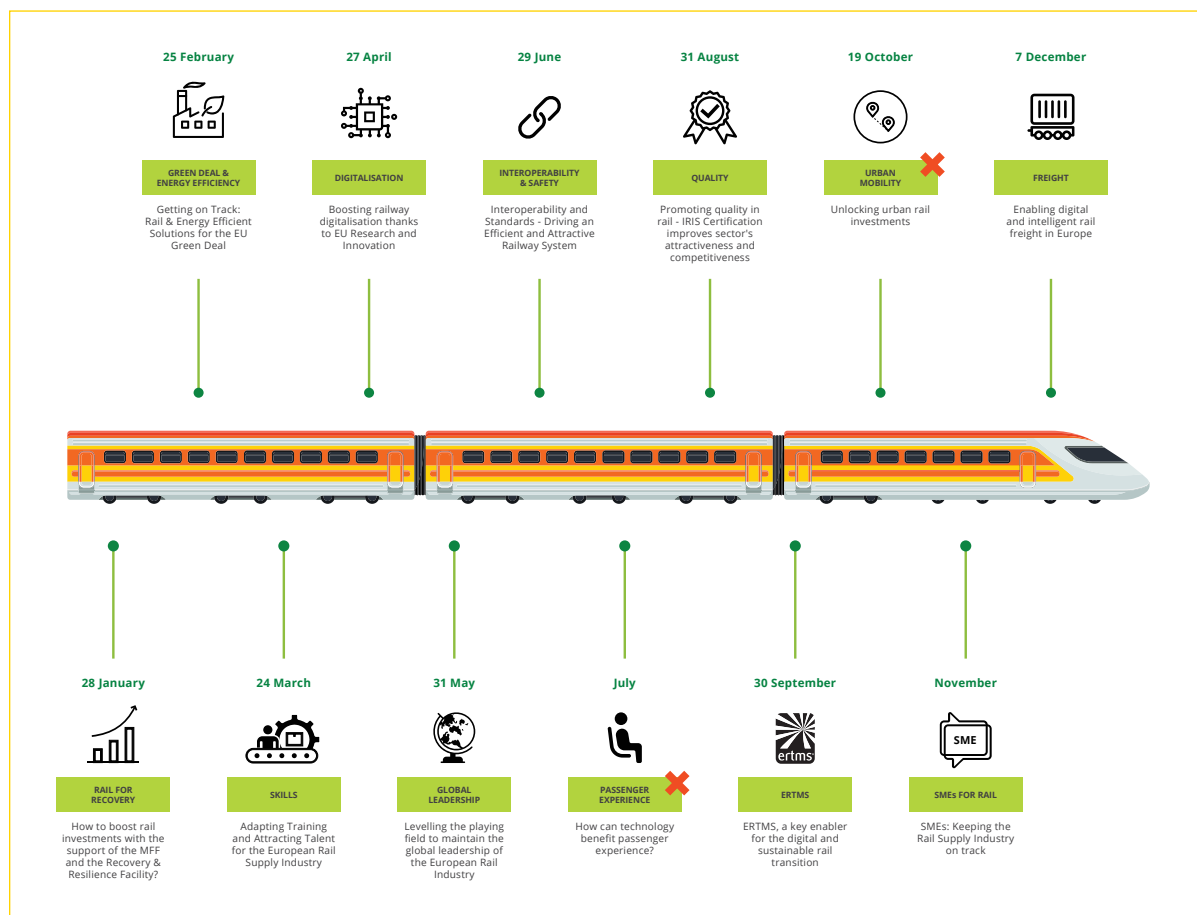 25 February
27 April
29 June
31 August
19 October
7 December
GREEN DEAL &
ENERGY EFFICIENCY
Getting on Track:
Rail & Energy Efficient
Solutions for the EU
Green Deal
DIGITALISATION
Boosting railway
digitalisation thanks
to EU Research and
Innovation
INTEROPERABILITY
& SAFETY
Interoperability and
Standards - Driving an
Efficient and Attractive
Railway System
QUALITY
Promoting quality in
rail - IRIS Certification
improves sector's
attractiveness and
competitiveness
URBAN
MOBILITY
Unlocking urban rail
investments
FREIGHT
Enabling digital
and intelligent rail
freight in Europe
28 January
24 March
31 May
July
30 September
November
ertms
SME
RAIL FOR
RECOVERY
How to boost rail
investments with the
support of the MFF
and the Recovery &
Resilience Facility?
SKILLS
Adapting Training
and Attracting Talent
for the European Rail
Supply Industry
GLOBAL
LEADERSHIP
Levelling the playing
field to maintain the
global leadership of
the European Rail
Industry
PASSENGER
EXPERIENCE
How can technology
benefit passenger
experience?
ERTMS
ERTMS, a key enabler
for the digital and
sustainable rail
transition
SMEs FOR RAIL
SMEs: Keeping the
Rail Supply Industry
on track